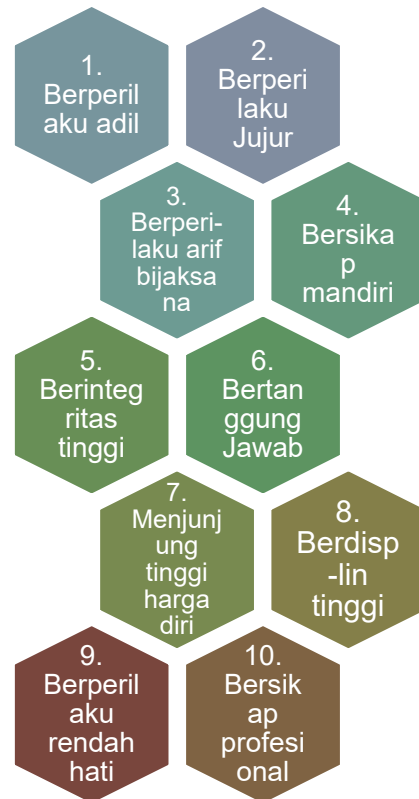 1.
Berperil
aku adil
2.
Berperi
laku
Jujur
3.
Berperi-
laku arif
bijaksa
na
4.
Bersika
p
mandiri
5.
Berinteg
ritas
tinggi
6.
Bertan
ggung
Jawab
7.
Menjunj
ung
tinggi
harga
diri
8.
Berdisp
-lin
tinggi
9.
Berperil
aku
rendah
hati
10.
Bersik
ap
profesi
onal